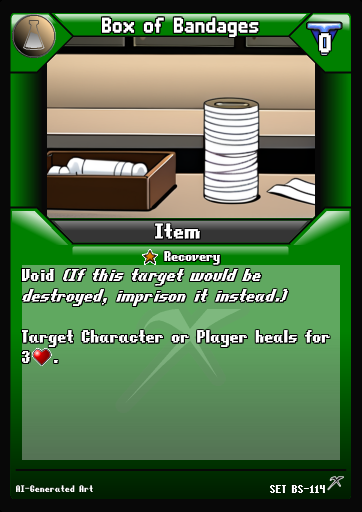 Box of Bandages
0
Item
Recovery
Void (If this target would be
destroyed, imprison it instead.)
Target Character or Player heals for
3❤.
AI-Generated Art
SET BS-114